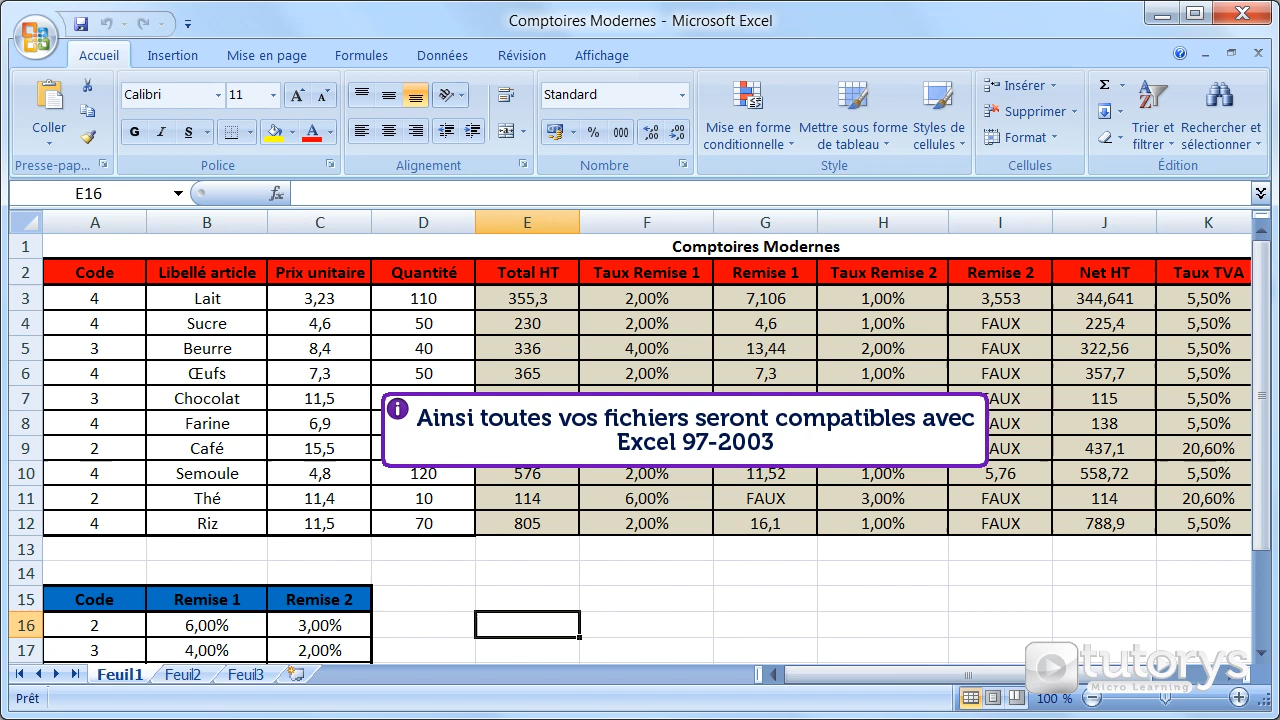 Comptoires Modernes - Microsoft Excel
Accueil Insertion Mise en page Formules Données Révision Affichage
Calibri 11 Standard
Insérer
Supprimer
Format
Coller
G I S
% 000
Mise en forme conditionnelle
Mettre sous forme de tableau
Styles de cellules
Trier et filtrer
Rechercher et sélectionner
Presse-pap... Police Alignement Nombre Style Cellules Édition
E16 fx
A B C D E F G H I J K
1 Comptoires Modernes
2 Code Libellé article Prix unitaire Quantité Total HT Taux Remise 1 Remise 1 Taux Remise 2 Remise 2 Net HT Taux TVA
3 4 Lait 3,23 110 355,3 2,00% 7,106 1,00% 3,553 344,641 5,50%
4 4 Sucre 4,6 50 230 2,00% 4,6 1,00% FAUX 225,4 5,50%
5 3 Beurre 8,4 40 336 4,00% 13,44 2,00% FAUX 322,56 5,50%
6 4 Œufs 7,3 50 365 2,00% 7,3 1,00% FAUX 357,7 5,50%
7 3 Chocolat 11,5 115 5,50%
8 4 Farine 6,9 138 5,50%
9 2 Café 15,5 437,1 20,60%
Ainsi toutes vos fichiers seront compatibles avec
Excel 97-2003
10 4 Semoule 4,8 120 576 2,00% 11,52 1,00% 5,76 558,72 5,50%
11 2 Thé 11,4 10 114 6,00% FAUX 3,00% FAUX 114 20,60%
12 4 Riz 11,5 70 805 2,00% 16,1 1,00% FAUX 788,9 5,50%
13
14
15 Code Remise 1 Remise 2
16 2 6,00% 3,00%
17 3 4,00% 2,00%
Feuil1 Feuil2 Feuil3
tutorys
Micro Learning
Prêt 100 %